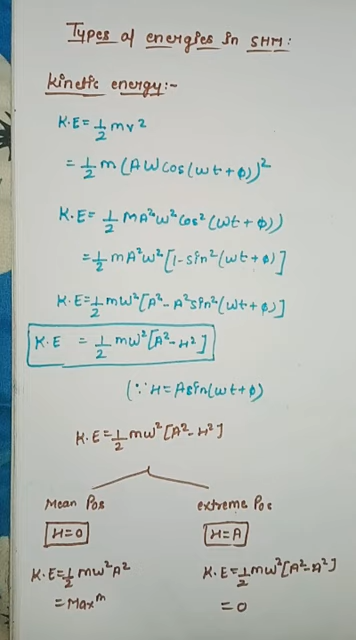 Types of energies in SHM:
Kinetic energy:-
K.E = 1/2 mv²
= 1/2 m (Aω cos(ωt + φ))²
K.E = 1/2 mA²ω² cos² (ωt + φ))
= 1/2 mA²ω² [1-sin²(ωt + φ)]
K.E = 1/2 mω² [A² - A²sin²(ωt + φ)]
K.E = 1/2 mω² [A² - x²]
(∵ x = A sin(ωt + φ)
K.E = 1/2 mω² [A² - x²]
Mean Pos extreme Pos
x = 0 x = A
K.E = 1/2 mω²A² K.E = 1/2 mω² [A² - A²]
= Maxᵐ = 0